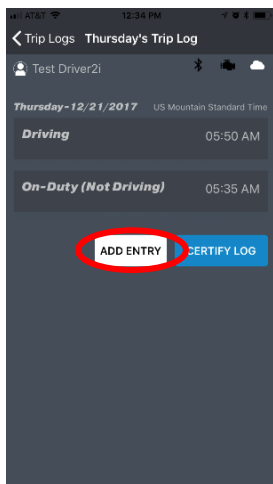 AT&T 12:34 PM
Trip Logs Thursday's Trip Log
Test Driver2i
Thursday-12/21/2017 US Mountain Standard Time
Driving 05:50 AM
On-Duty (Not Driving) 05:35 AM
ADD ENTRY CERTIFY LOG